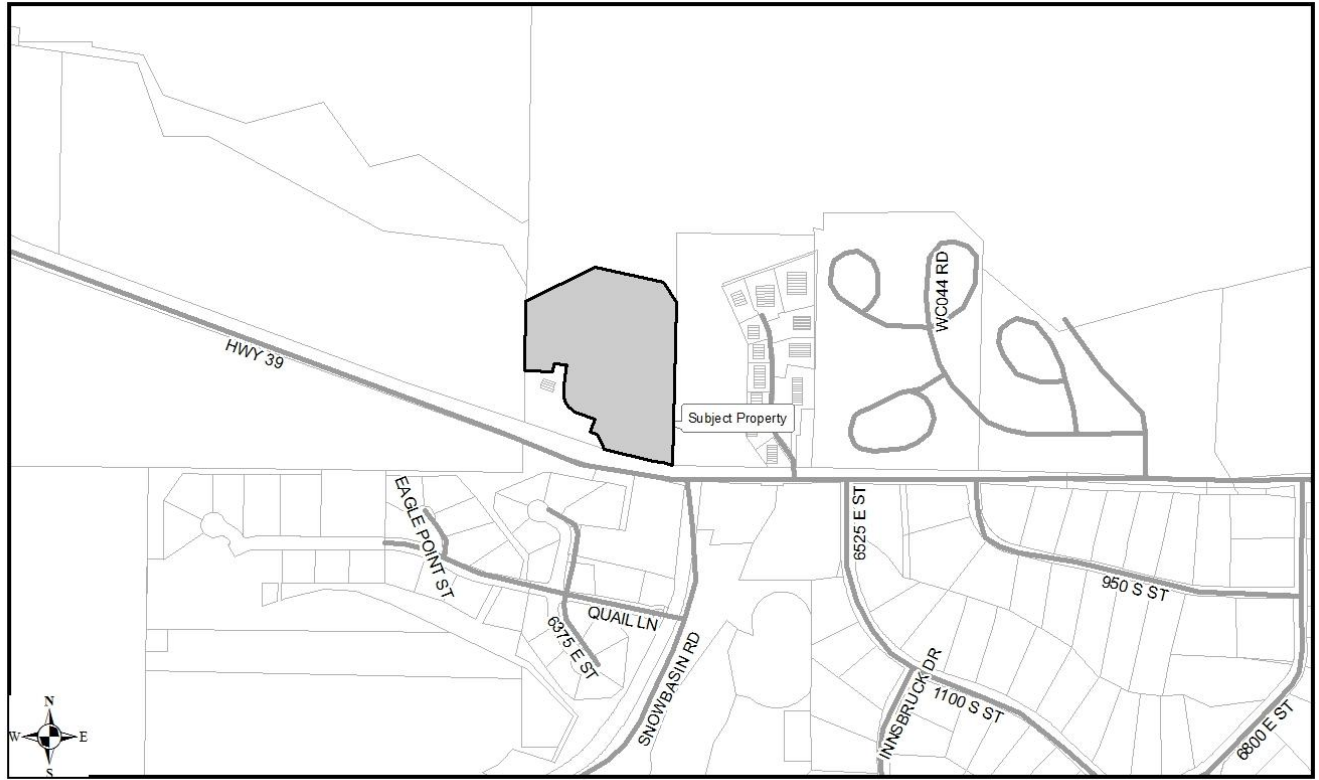 WC044 RD
HWY 39
Subject Property
EAGLE POINT ST
6525 E ST
950 S ST
QUAIL LN
6375 E ST
SNOWBASIN RD
INNSBRUCK DR
1100 S ST
6800 E ST
N
W E
S